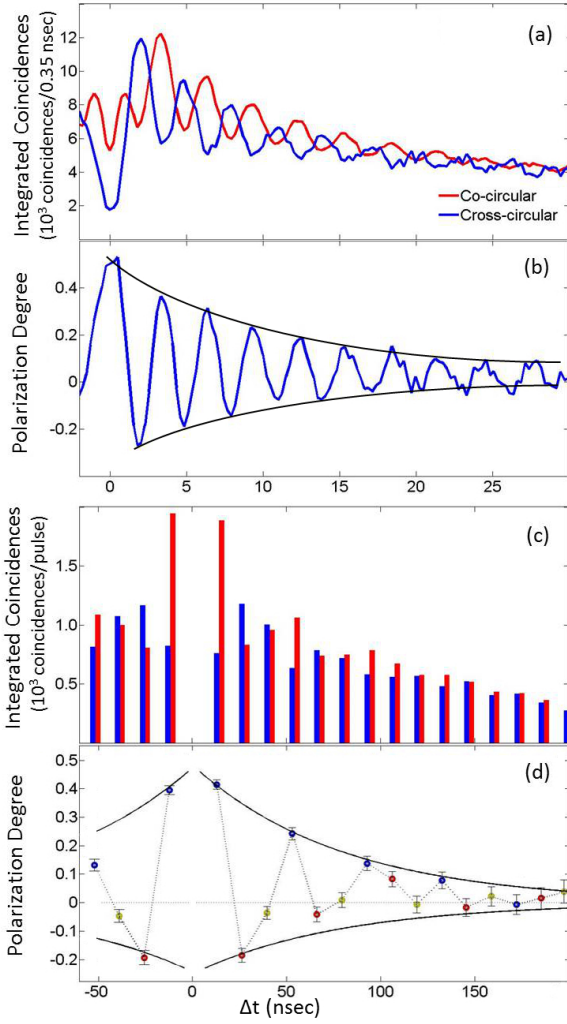 (a)
Integrated Coincidences
(10³ coincidences/0.35 nsec)
12
10
8
6
4
2
Co-circular
Cross-circular
(b)
Polarization Degree
0.4
0.2
0
-0.2
0 5 10 15 20 25
(c)
Integrated Coincidences
(10³ coincidences/pulse)
1.5
1.0
0.5
(d)
Polarization Degree
0.5
0.4
0.3
0.2
0.1
0
-0.1
-0.2
-50 0 50 100 150
Δt (nsec)